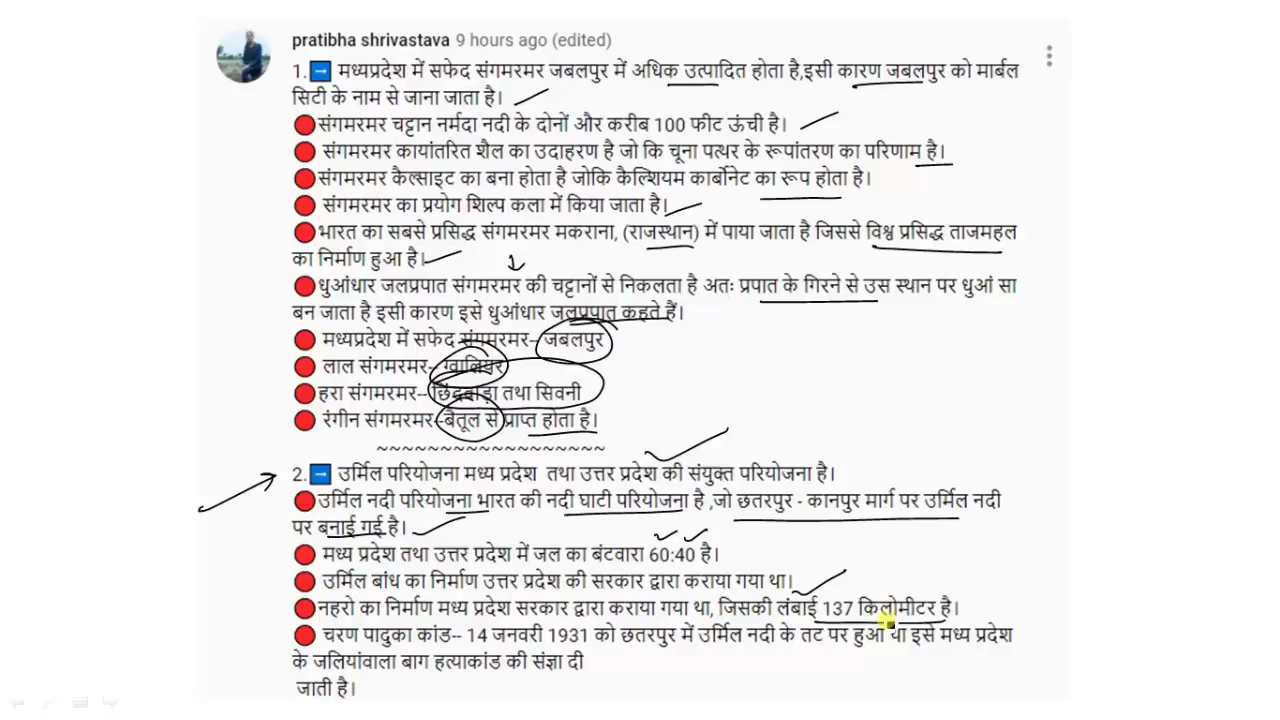 pratibha shrivastava 9 hours ago (edited)
1.➡ मध्यप्रदेश में सफेद संगमरमर जबलपुर में अधिक उत्पादित होता है,इसी कारण जबलपुर को मार्बल
सिटी के नाम से जाना जाता है।
🔴संगमरमर चट्टान नर्मदा नदी के दोनों और करीब 100 फीट ऊंची है।
🔴 संगमरमर कायांतरित शैल का उदाहरण है जो कि चूना पत्थर के रूपांतरण का परिणाम है।
🔴संगमरमर कैल्साइट का बना होता है जोकि कैल्शियम कार्बोनेट का रूप होता है।
🔴 संगमरमर का प्रयोग शिल्प कला में किया जाता है।
🔴भारत का सबसे प्रसिद्ध संगमरमर मकराना, (राजस्थान) में पाया जाता है जिससे विश्व प्रसिद्ध ताजमहल
का निर्माण हुआ है।
🔴धुआंधार जलप्रपात संगमरमर की चट्टानों से निकलता है अतः प्रपात के गिरने से उस स्थान पर धुआं सा
बन जाता है इसी कारण इसे धुआंधार जलप्रपात कहते हैं।
🔴 मध्यप्रदेश में सफेद संगमरमर-- जबलपुर
🔴 लाल संगमरमर-- ग्वालियर
🔴हरा संगमरमर-- छिंदवाड़ा तथा सिवनी
🔴 रंगीन संगमरमर--बैतूल से प्राप्त होता है।
~~~~~~~~~~~~~~~~~~
2.➡ उर्मिल परियोजना मध्य प्रदेश तथा उत्तर प्रदेश की संयुक्त परियोजना है।
🔴उर्मिल नदी परियोजना भारत की नदी घाटी परियोजना है ,जो छतरपुर - कानपुर मार्ग पर उर्मिल नदी
पर बनाई गई है।
🔴 मध्य प्रदेश तथा उत्तर प्रदेश में जल का बंटवारा 60:40 है।
🔴 उर्मिल बांध का निर्माण उत्तर प्रदेश की सरकार द्वारा कराया गया था।
🔴नहरो का निर्माण मध्य प्रदेश सरकार द्वारा कराया गया था, जिसकी लंबाई 137 किलोमीटर है।
🔴 चरण पादुका कांड-- 14 जनवरी 1931 को छतरपुर में उर्मिल नदी के तट पर हुआ था इसे मध्य प्रदेश
के जलियांवाला बाग हत्याकांड की संज्ञा दी
जाती है।